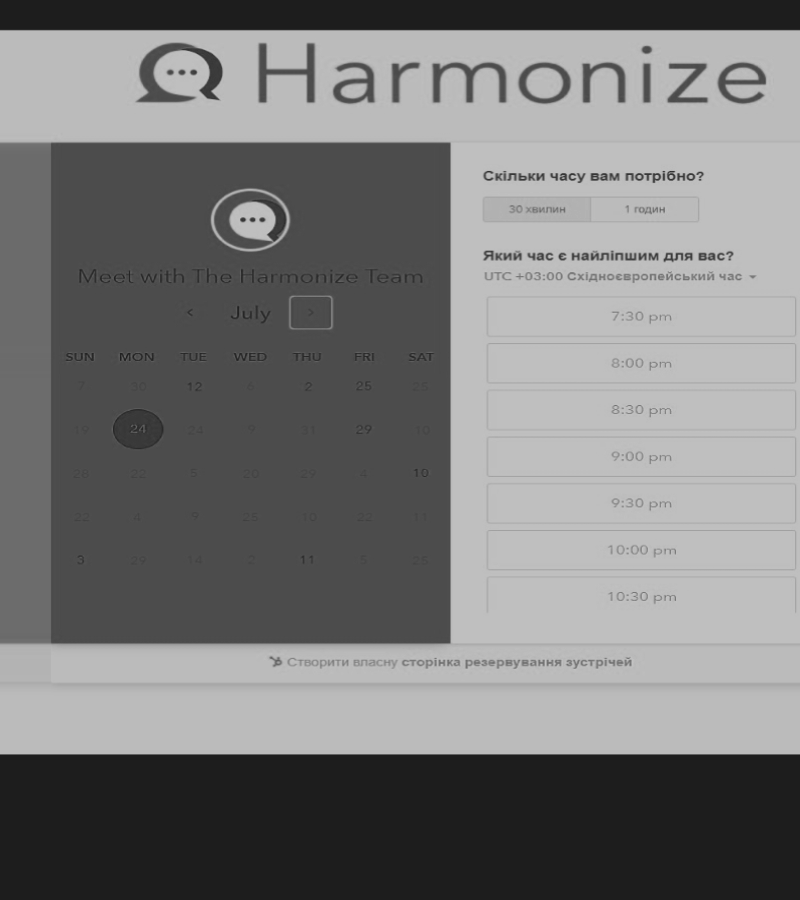 Harmonize
Meet with The Harmonize Team
< July >
SUN MON TUE WED THU FRI SAT
7 30 12 6 2 25 25
19 24 24 9 31 29 10
26 22 5 20 29 4 10
22 4 9 25 10 22 11
3 29 14 2 11 5 25
Скільки часу вам потрібно?
30 хвилин 1 годин
Який час є найліпшим для вас?
UTC +03:00 Східноєвропейський час
7:30 pm
8:00 pm
8:30 pm
9:00 pm
9:30 pm
10:00 pm
10:30 pm
Створити власну сторінка резервування зустрічей